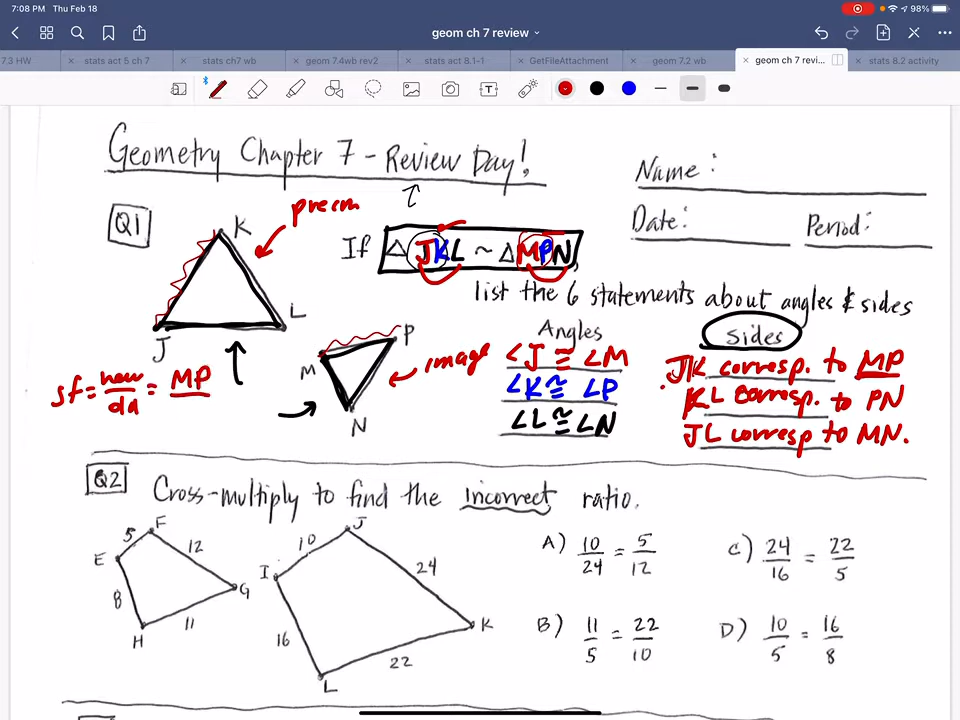 7:08 PM Thu Feb 18
98%
geom ch 7 review
7.3 HW
stats act 5 ch 7
stats ch7 wb
geom 7.4wb rev2
stat act 8.1-1
GetFileAttachment
geom 7.2 wb
geom ch 7 revi...
stats 8.2 activity
Geometry Chapter 7 - Review Day!
Name:
Date: Period:
Q1
K
J
L
If △ JKL ~ △ MPN,
list the 6 statements about angles & sides
M
P
N
image
sf = new = MP
Angles
∠J ≅ ∠M
∠K ≅ ∠P
∠L ≅ ∠N
sides
JK corresp. to MP
KL corresp. to PN
JL corresp to MN.
Q2 Cross-multiply to find the incorrect ratio.
E
F
G
H
5
12
8
11
I
J
K
L
10
24
16
22
A) 10/24 = 5/12
C) 24/16 = 22/5
B) 11/5 = 22/10
D) 10/5 = 16/8